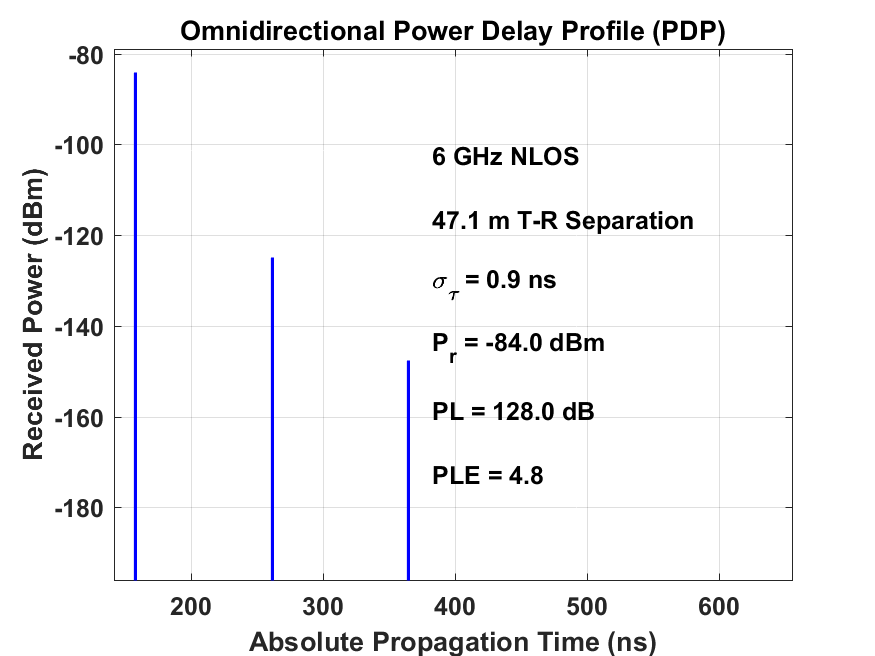 Omnidirectional Power Delay Profile (PDP)
Received Power (dBm)
-80
-100
-120
-140
-160
-180
6 GHz NLOS
47.1 m T-R Separation
σ_τ = 0.9 ns
P_r = -84.0 dBm
PL = 128.0 dB
PLE = 4.8
200 300 400 500 600
Absolute Propagation Time (ns)